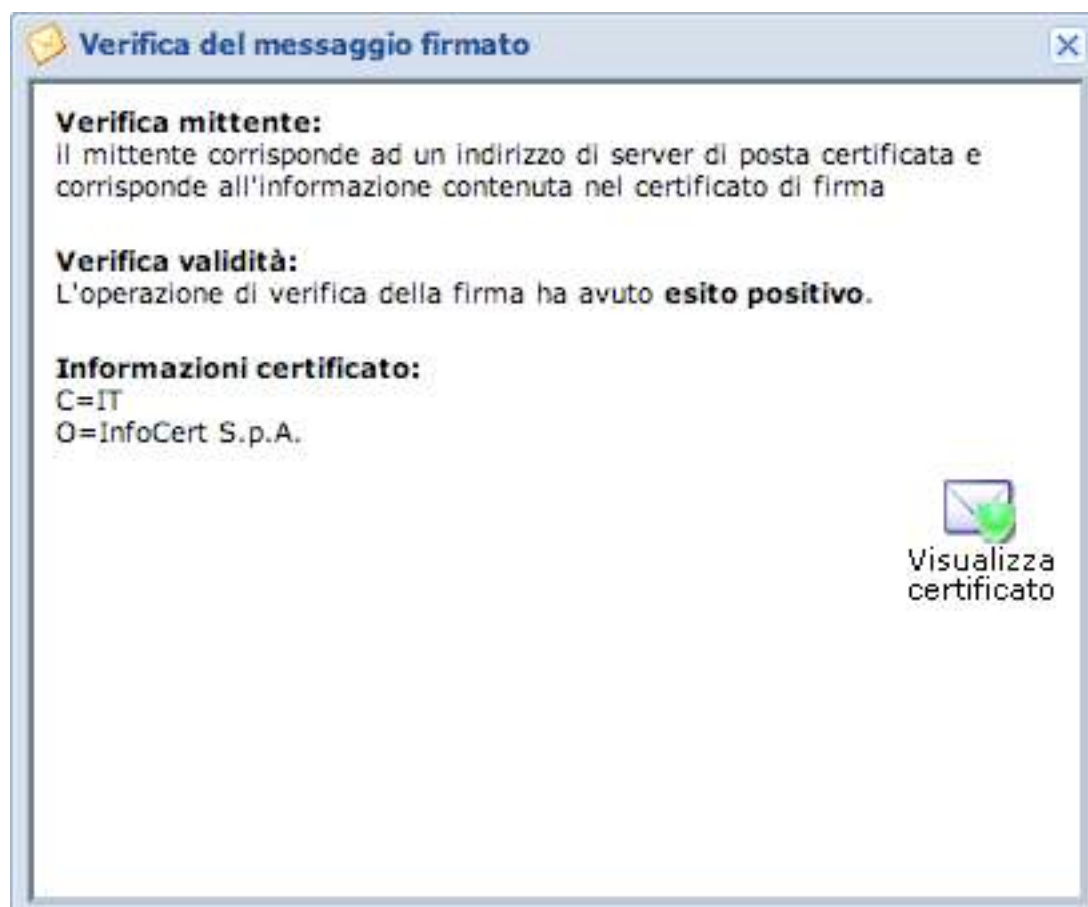 Verifica del messaggio firmato
Verifica mittente:
il mittente corrisponde ad un indirizzo di server di posta certificata e
corrisponde all'informazione contenuta nel certificato di firma
Verifica validità:
L'operazione di verifica della firma ha avuto esito positivo.
Informazioni certificato:
C=IT
O=InfoCert S.p.A.
Visualizza
certificato